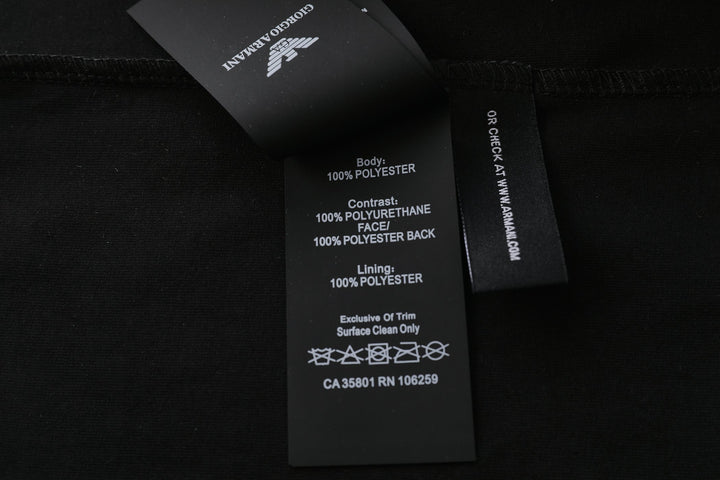 GIORGIO ARMANI
Body:
100% POLYESTER
Contrast:
100% POLYURETHANE
FACE/
100% POLYESTER BACK
Lining:
100% POLYESTER
Exclusive Of Trim
Surface Clean Only
CA 35801 RN 106259
OR CHECK AT WWW.ARMANI.COM